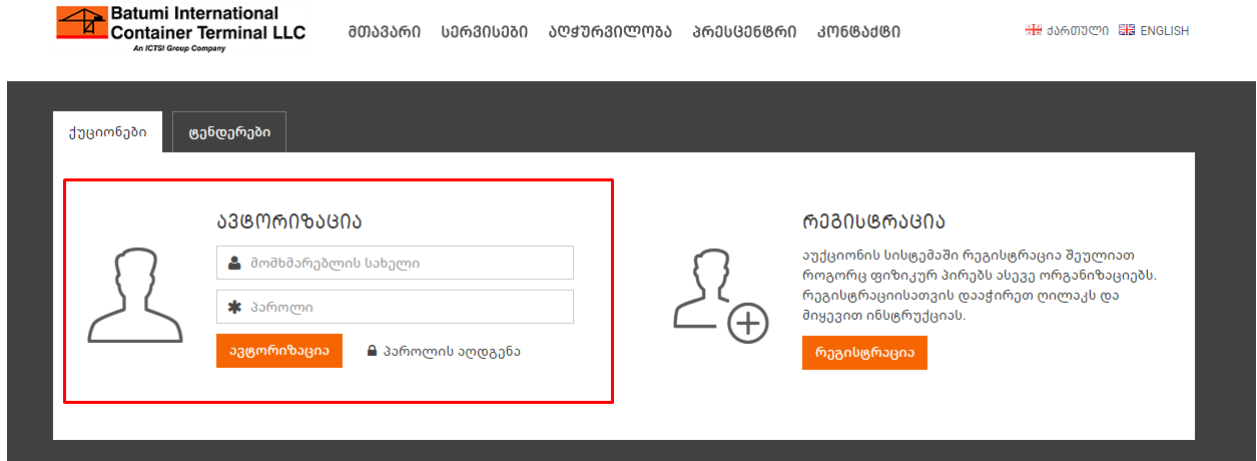 Batumi International
Container Terminal LLC
An ICTSI Group Company
მთავარი სერვისები აღჭურვილობა პრესცენტრი კონტაქტი
ქართული ENGLISH
ქუციონები ტენდერები
ავტორიზაცია
მომხმარებლის სახელი
პაროლი
ავტორიზაცია პაროლის აღდგენა
რეგისტრაცია
აუქციონის სისტემაში რეგისტრაცია შეულიათ
როგორც ფიზიკურ პირებს ასევე ორგანიზაციებს.
რეგისტრაციისათვის დააჭირეთ ღილაკს და
მიყევით ინსტრუქციას.
რეგისტრაცია